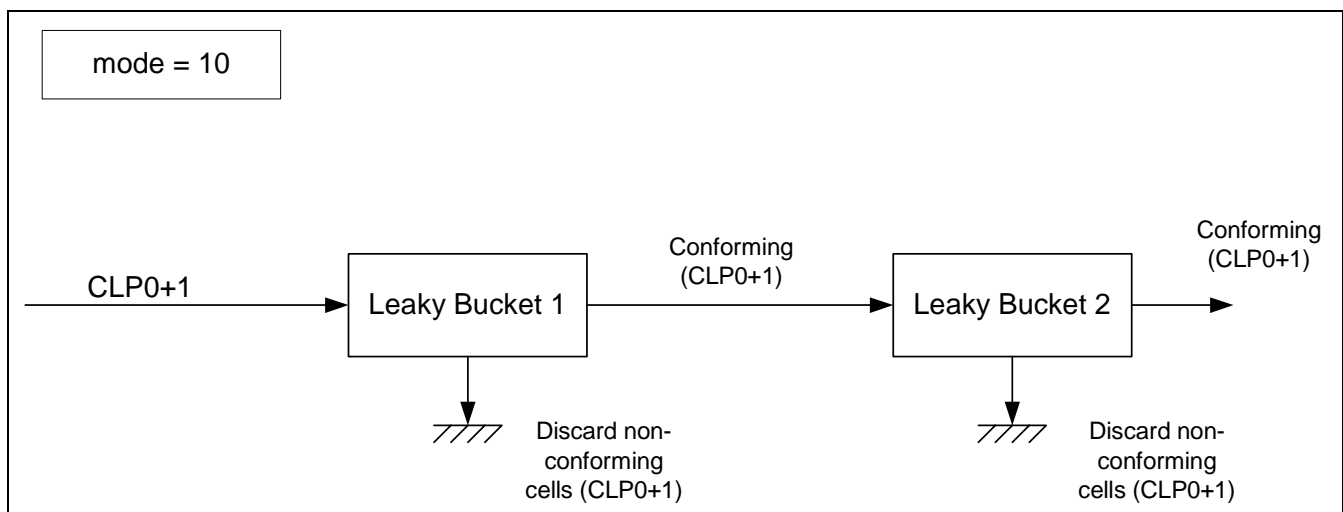 mode = 10
CLP0+1
Leaky Bucket 1
Conforming
(CLP0+1)
Leaky Bucket 2
Conforming
(CLP0+1)
Discard non-
conforming
cells (CLP0+1)
Discard non-
conforming
cells (CLP0+1)